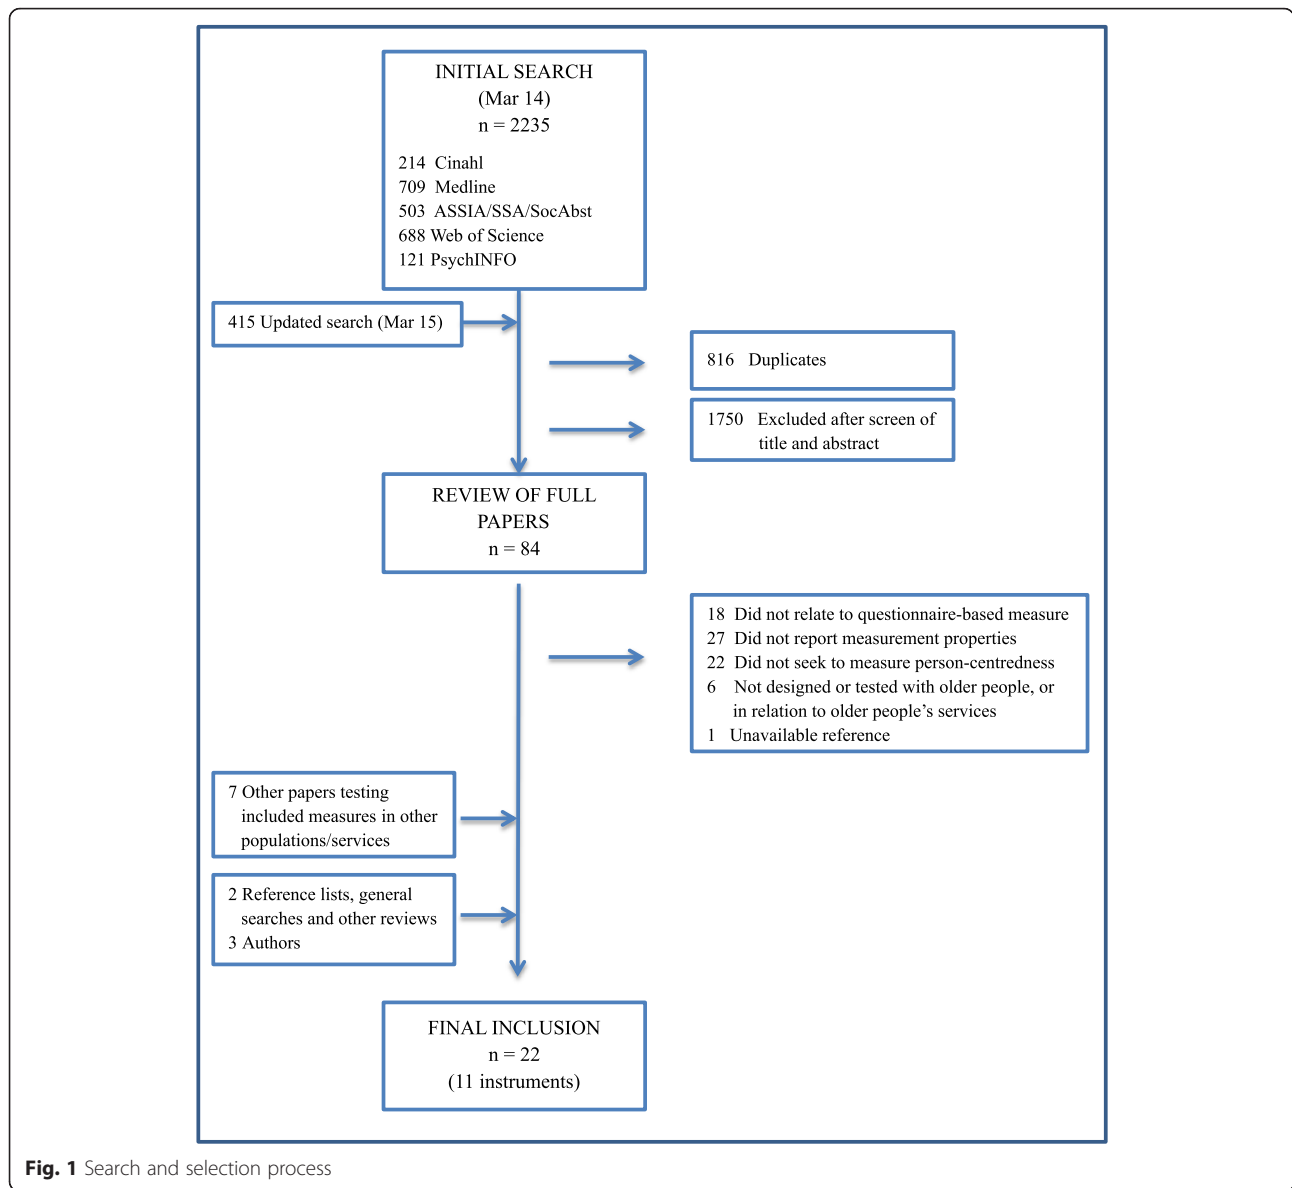 INITIAL SEARCH
(Mar 14)
n = 2235
214 Cinahl
709 Medline
503 ASSIA/SSA/SocAbst
688 Web of Science
121 PsychINFO
415 Updated search (Mar 15)
816 Duplicates
1750 Excluded after screen of
title and abstract
REVIEW OF FULL
PAPERS
n = 84
18 Did not relate to questionnaire-based measure
27 Did not report measurement properties
22 Did not seek to measure person-centredness
6 Not designed or tested with older people, or
in relation to older people’s services
1 Unavailable reference
7 Other papers testing
included measures in other
populations/services
2 Reference lists, general
searches and other reviews
3 Authors
FINAL INCLUSION
n = 22
(11 instruments)
Fig. 1 Search and selection process